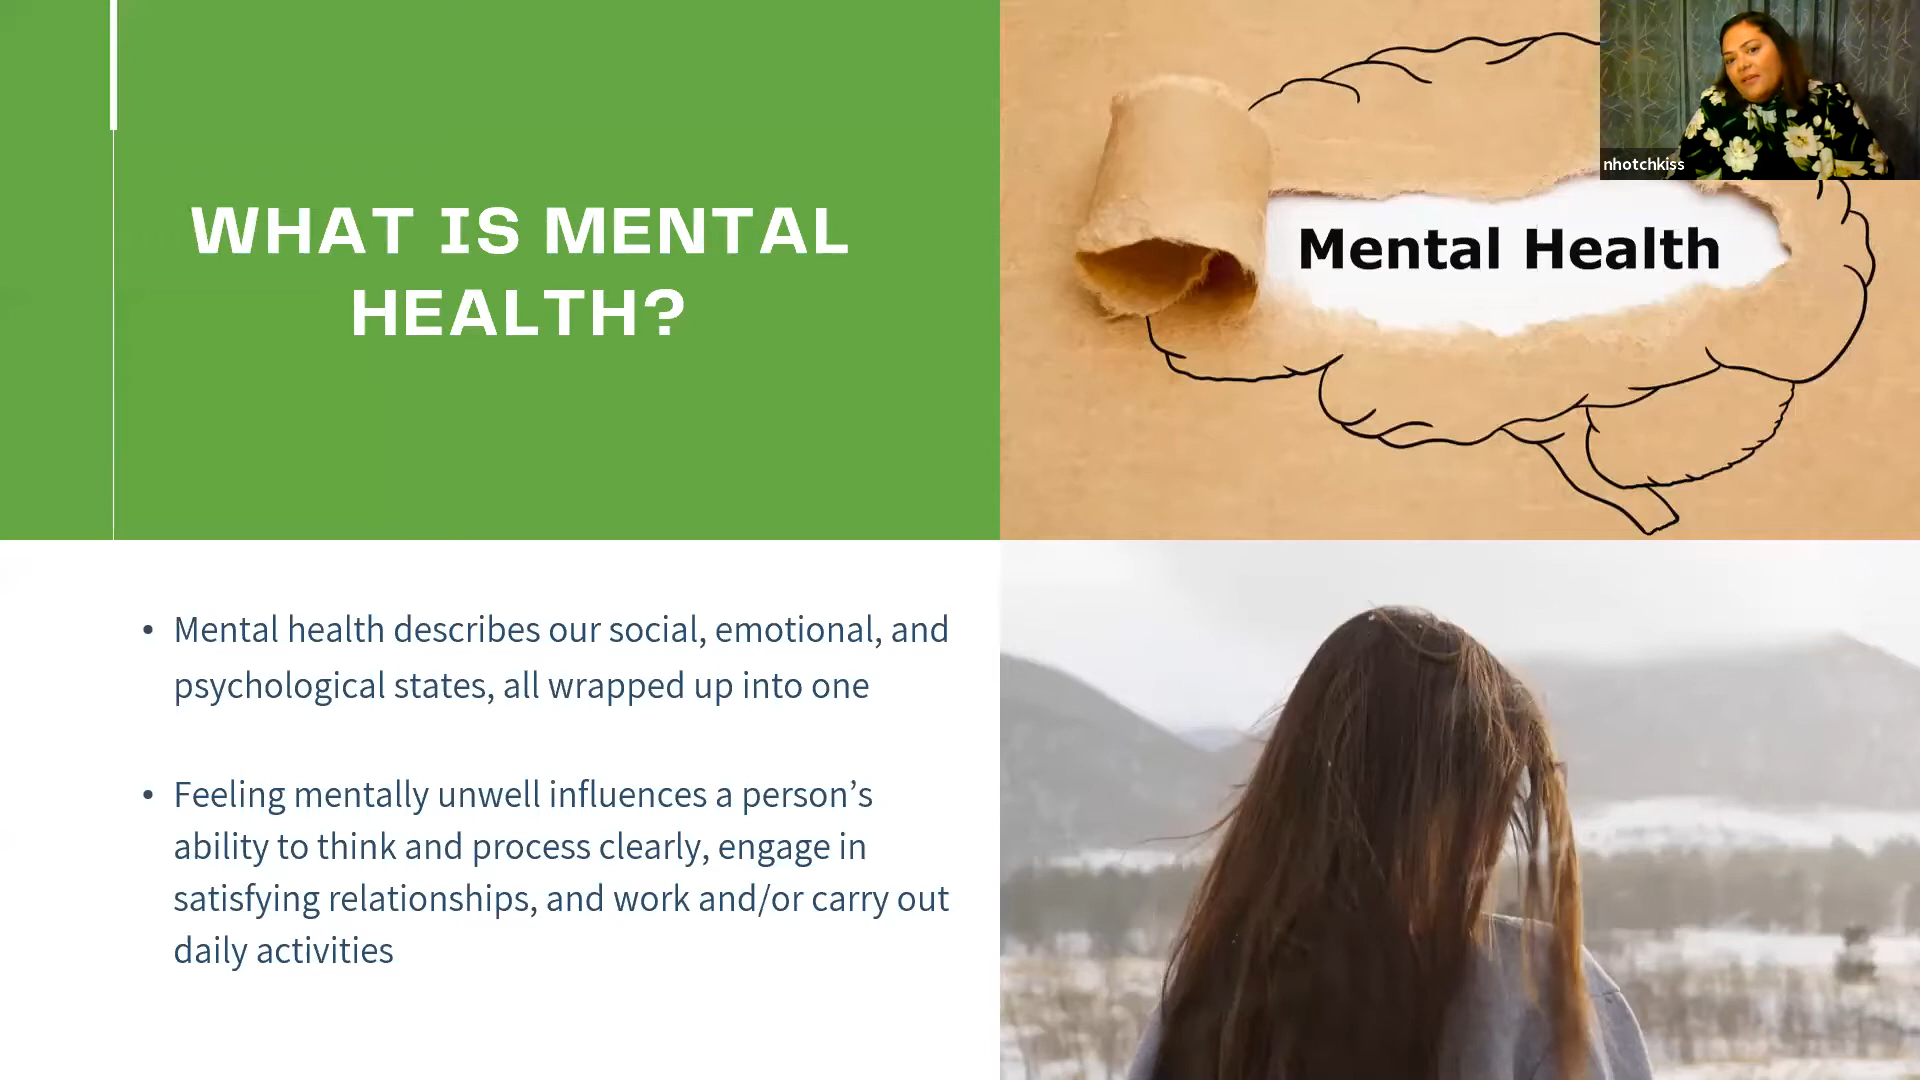 WHAT IS MENTAL
HEALTH?
Mental Health
nhotchkiss
• Mental health describes our social, emotional, and
psychological states, all wrapped up into one
• Feeling mentally unwell influences a person’s
ability to think and process clearly, engage in
satisfying relationships, and work and/or carry out
daily activities